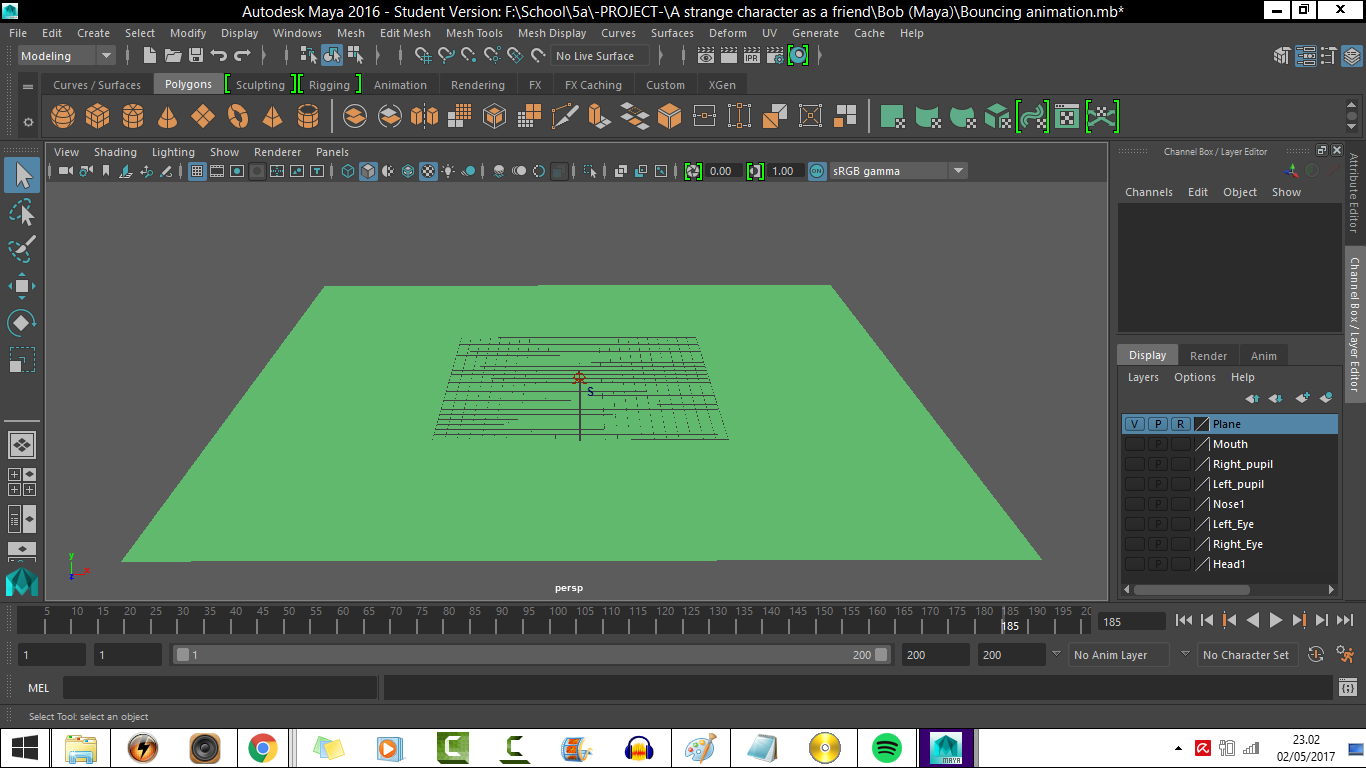 Autodesk Maya 2016 - Student Version: F:\School\5a\-PROJECT-\A strange character as a friend\Bob (Maya)\Bouncing animation.mb*
File Edit Create Select Modify Display Windows Mesh Edit Mesh Mesh Tools Mesh Display Curves Surfaces Deform UV Generate Cache Help
Modeling No Live Surface IPR
Curves / Surfaces Polygons Sculpting Rigging Animation Rendering FX FX Caching Custom XGen
View Shading Lighting Show Renderer Panels
0.00 1.00 ON sRGB gamma
Channel Box / Layer Editor
Channels Edit Object Show
Attribute Editor
Channel Box / Layer Editor
S
y
x
z
persp
Display Render Anim
Layers Options Help
V P R Plane
P Mouth
P Right_pupil
P Left_pupil
P Nose1
P Left_Eye
P Right_Eye
P Head1
5 10 15 20 25 30 35 40 45 50 55 60 65 70 75 80 85 90 95 100 105 110 115 120 125 130 135 140 145 150 155 160 165 170 175 180 185 190 195 20
185
185
1 1 1 200 200 200 No Anim Layer No Character Set
MEL
Select Tool: select an object
MAYA
23.02
02/05/2017